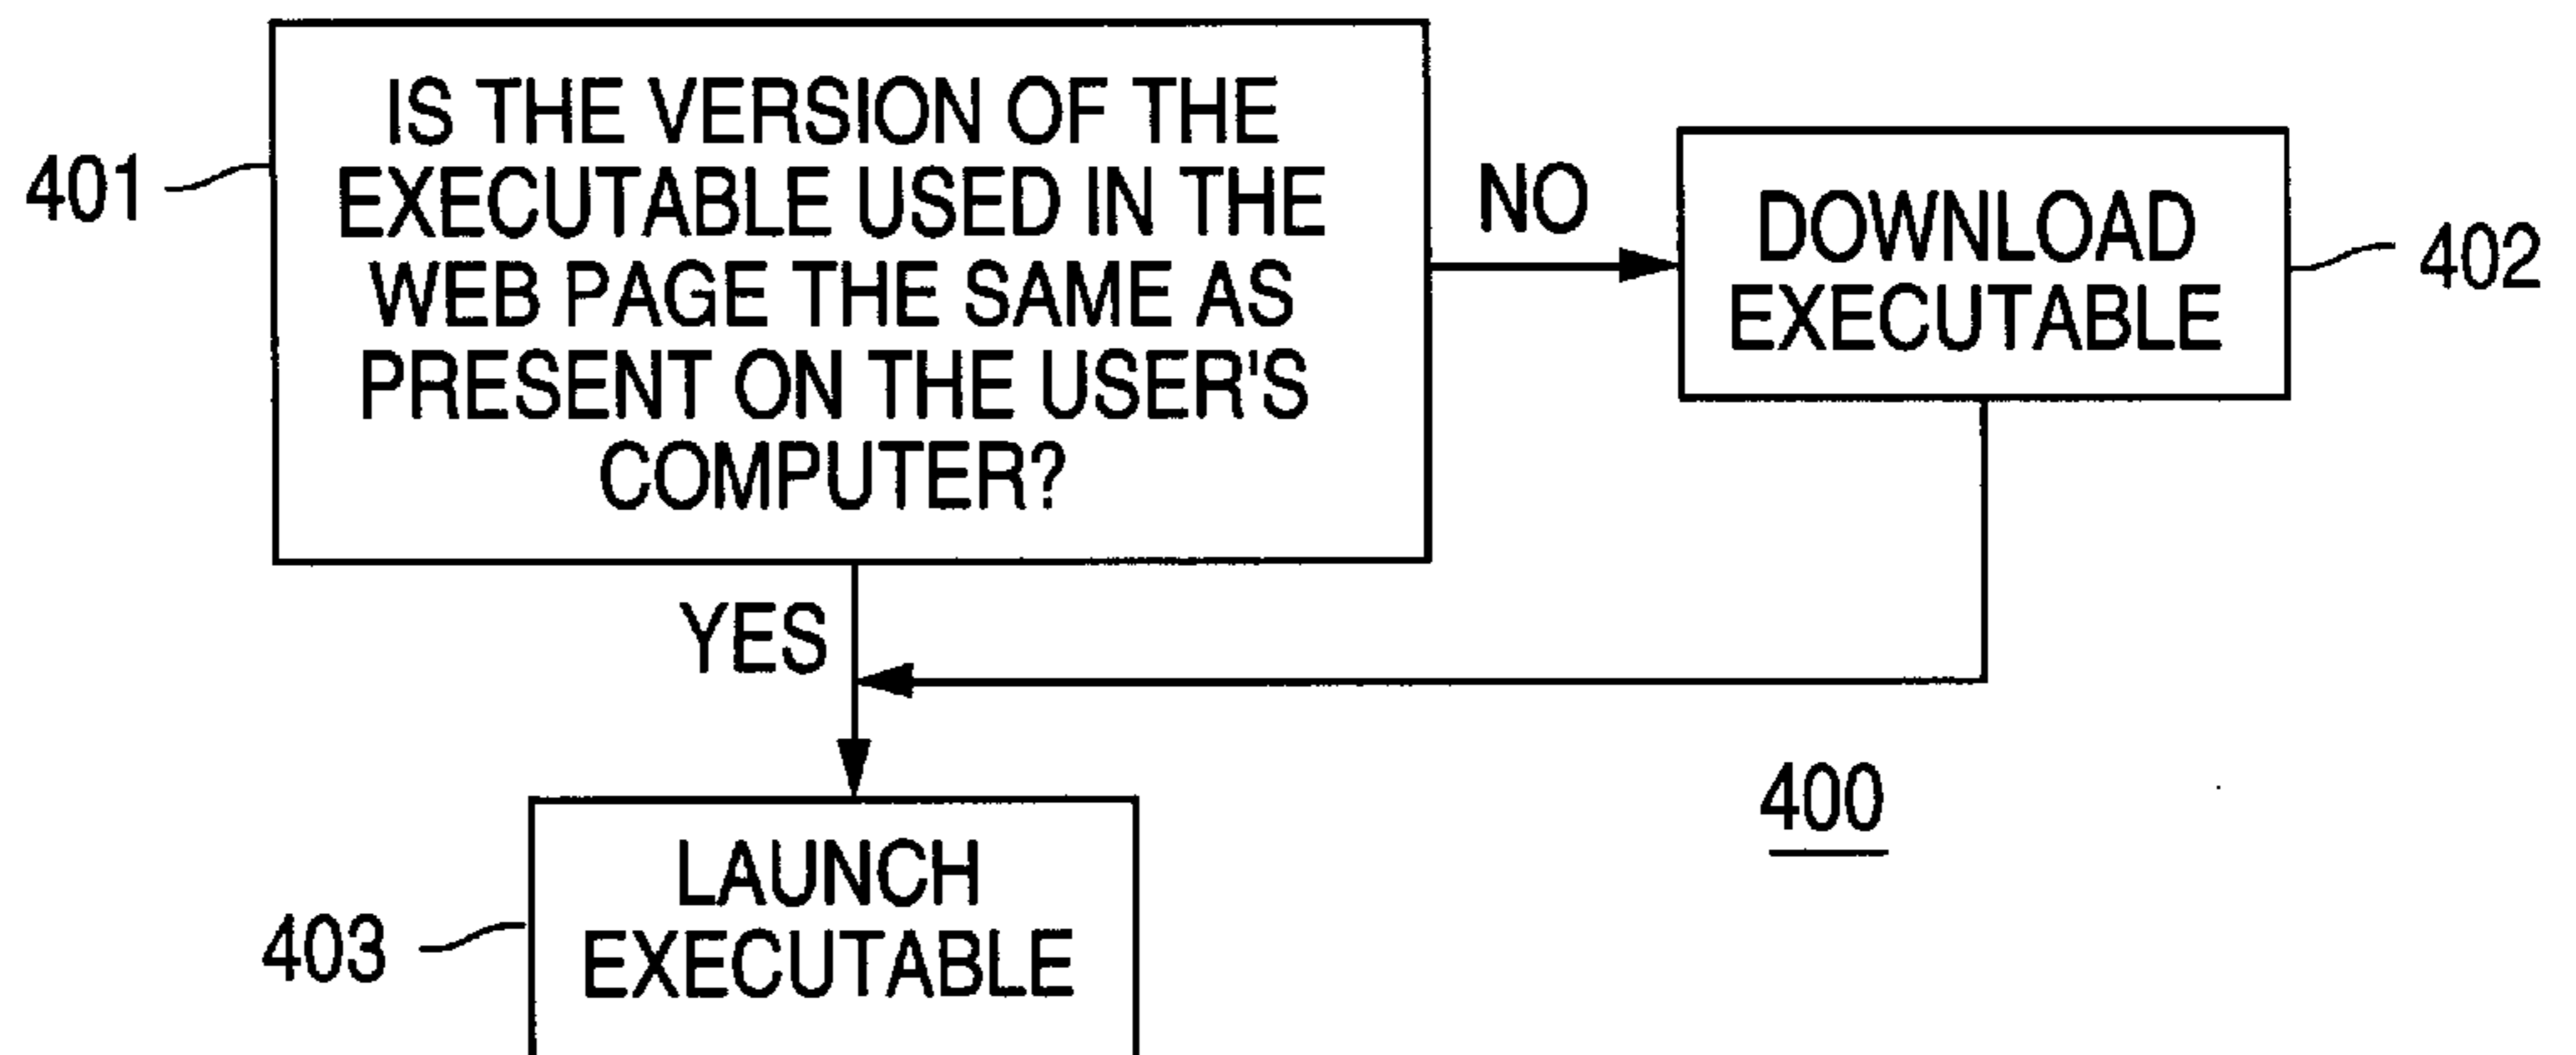 401
IS THE VERSION OF THE
EXECUTABLE USED IN THE
WEB PAGE THE SAME AS
PRESENT ON THE USER'S
COMPUTER?
NO
DOWNLOAD
EXECUTABLE
402
YES
400
403
LAUNCH
EXECUTABLE